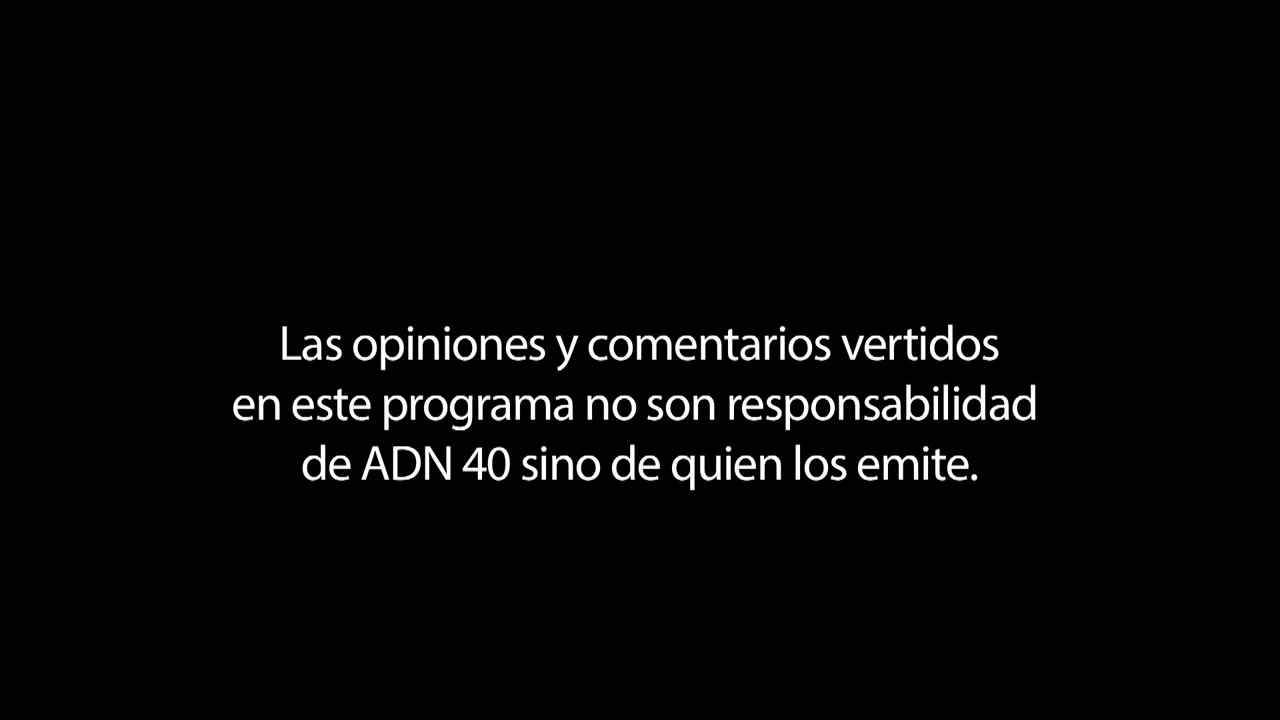 Las opiniones y comentarios vertidos
en este programa no son responsabilidad
de ADN 40 sino de quien los emite.